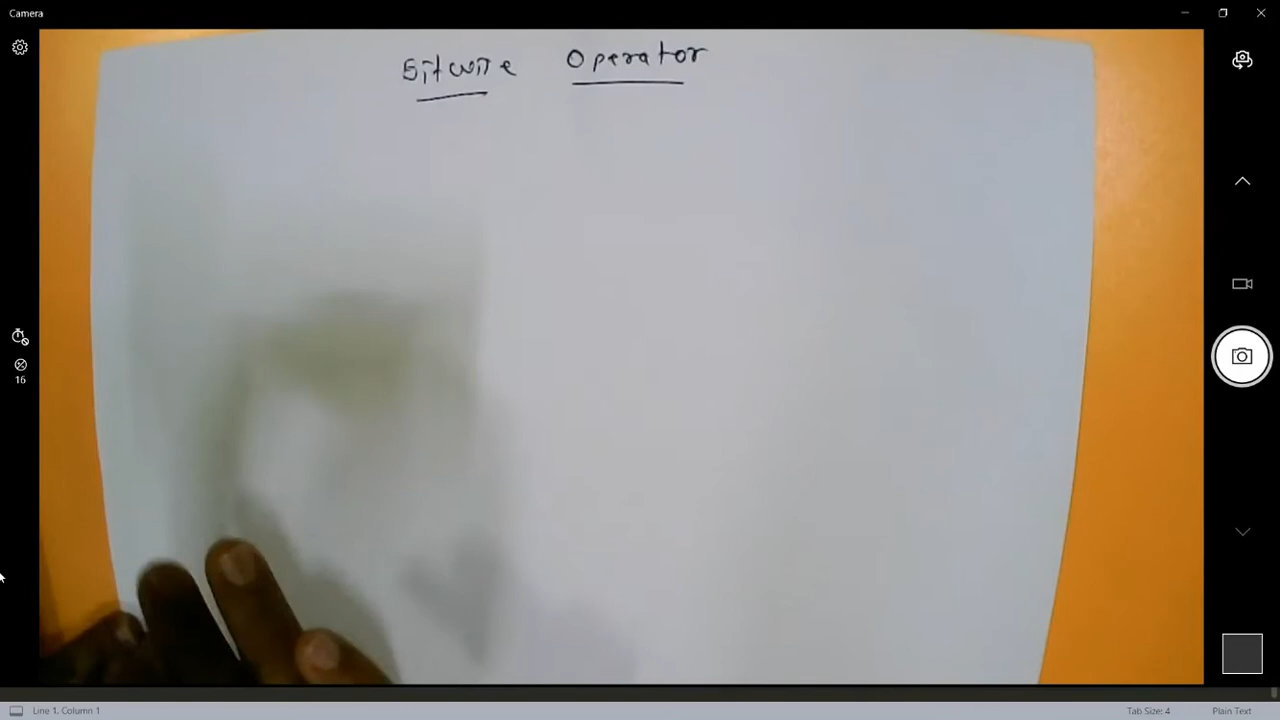 Camera
Bitwise Operator
16
Line 1, Column 1
Tab Size: 4
Plain Text